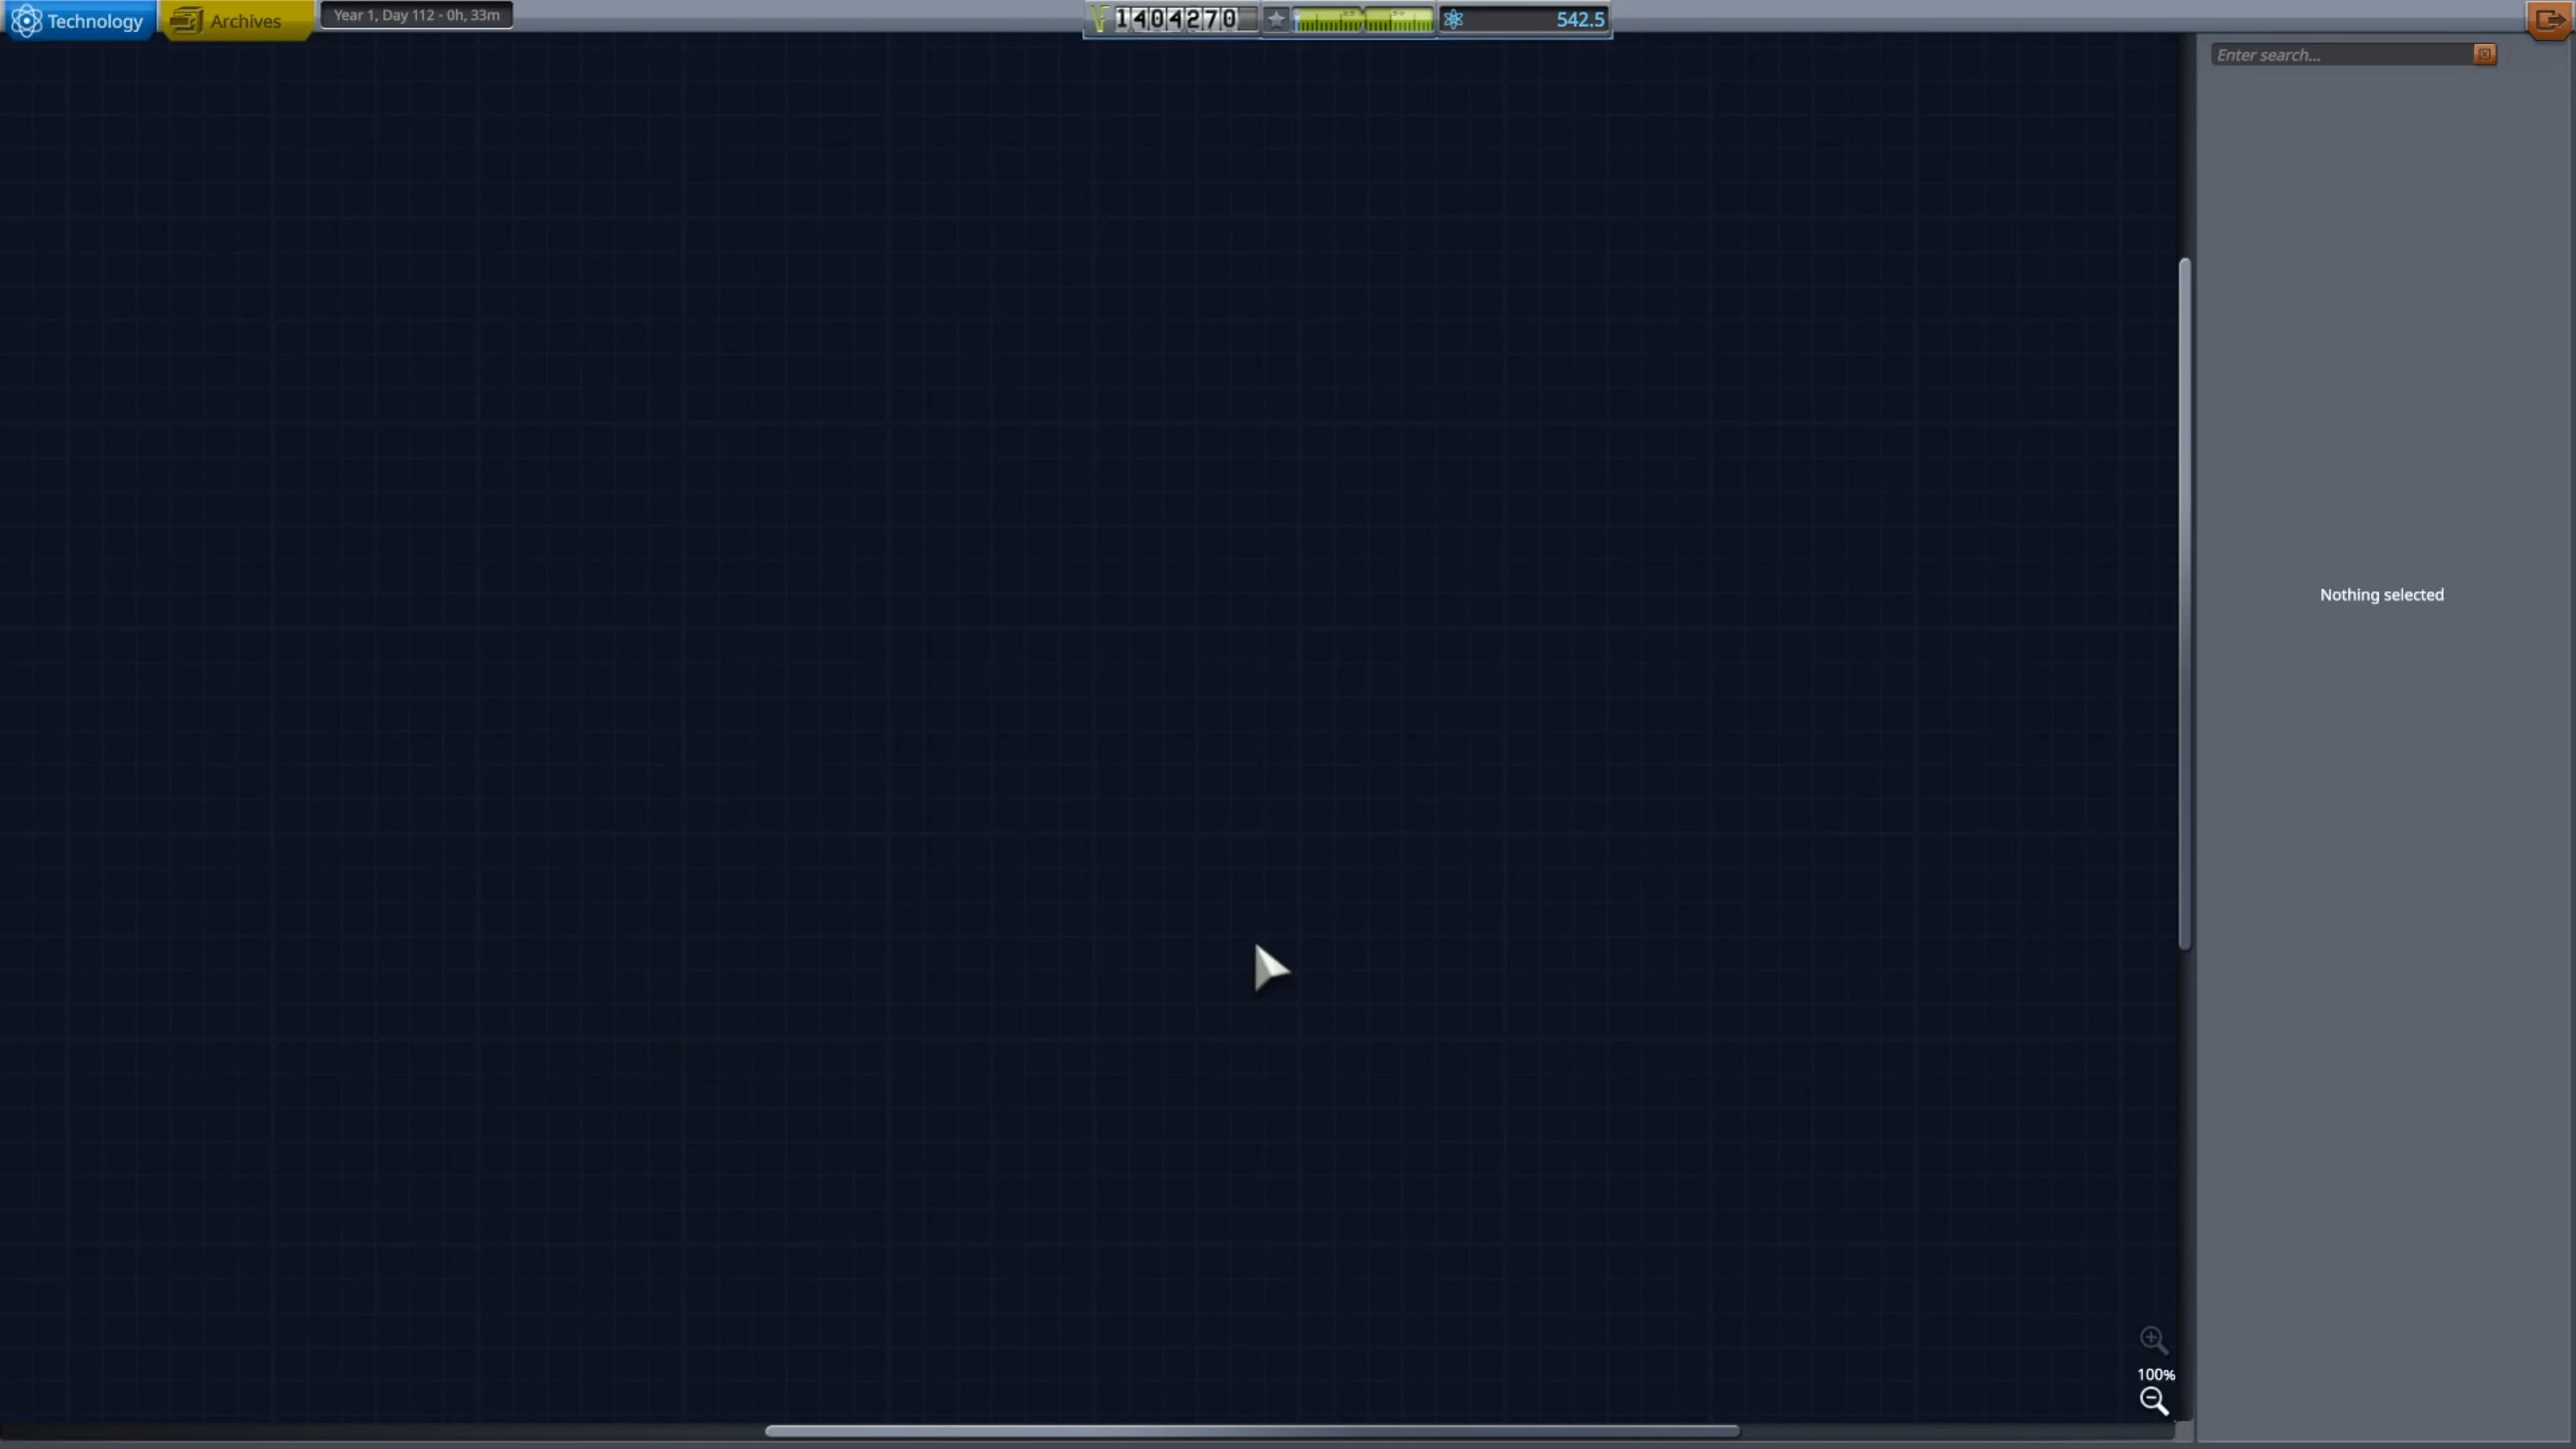 Technology
Archives
Year 1, Day 112 - 0h, 33m
1404270
542.5
Enter search...
Nothing selected
100%